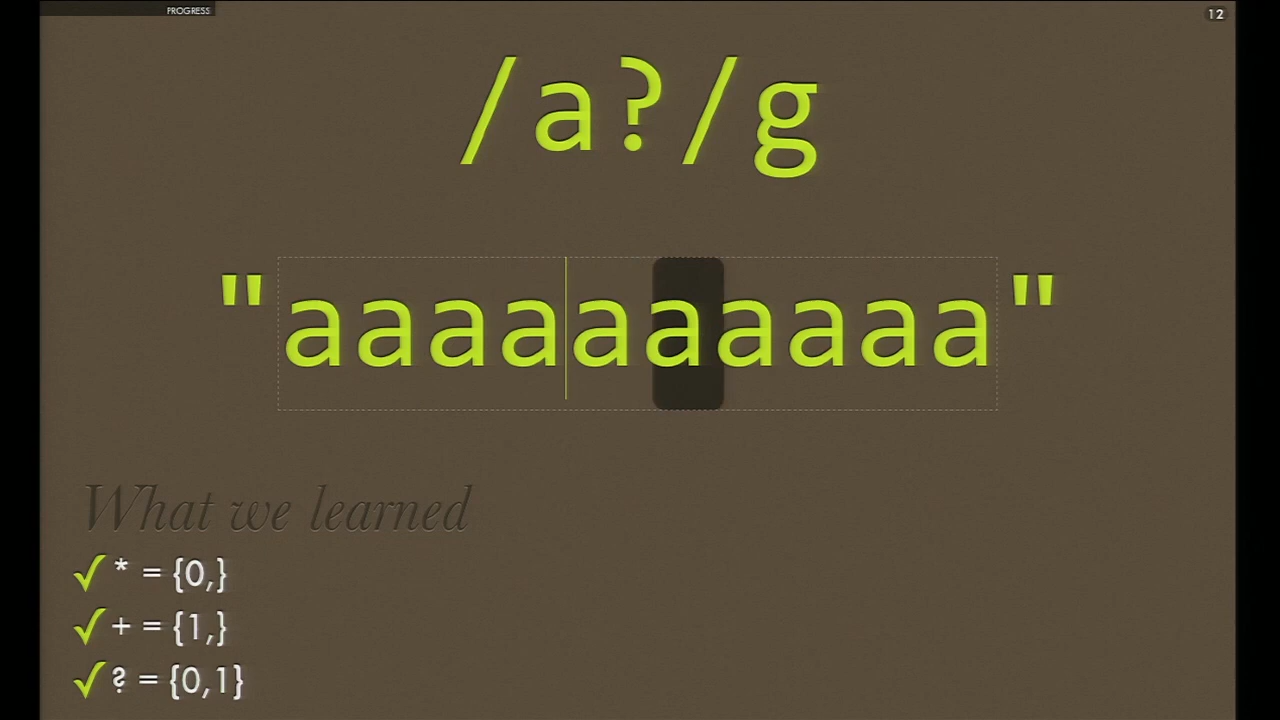 PROGRESS
12
/a?/g
"aaaaaaaaaa"
What we learned
✓ * = {0,}
✓ + = {1,}
✓ ? = {0,1}